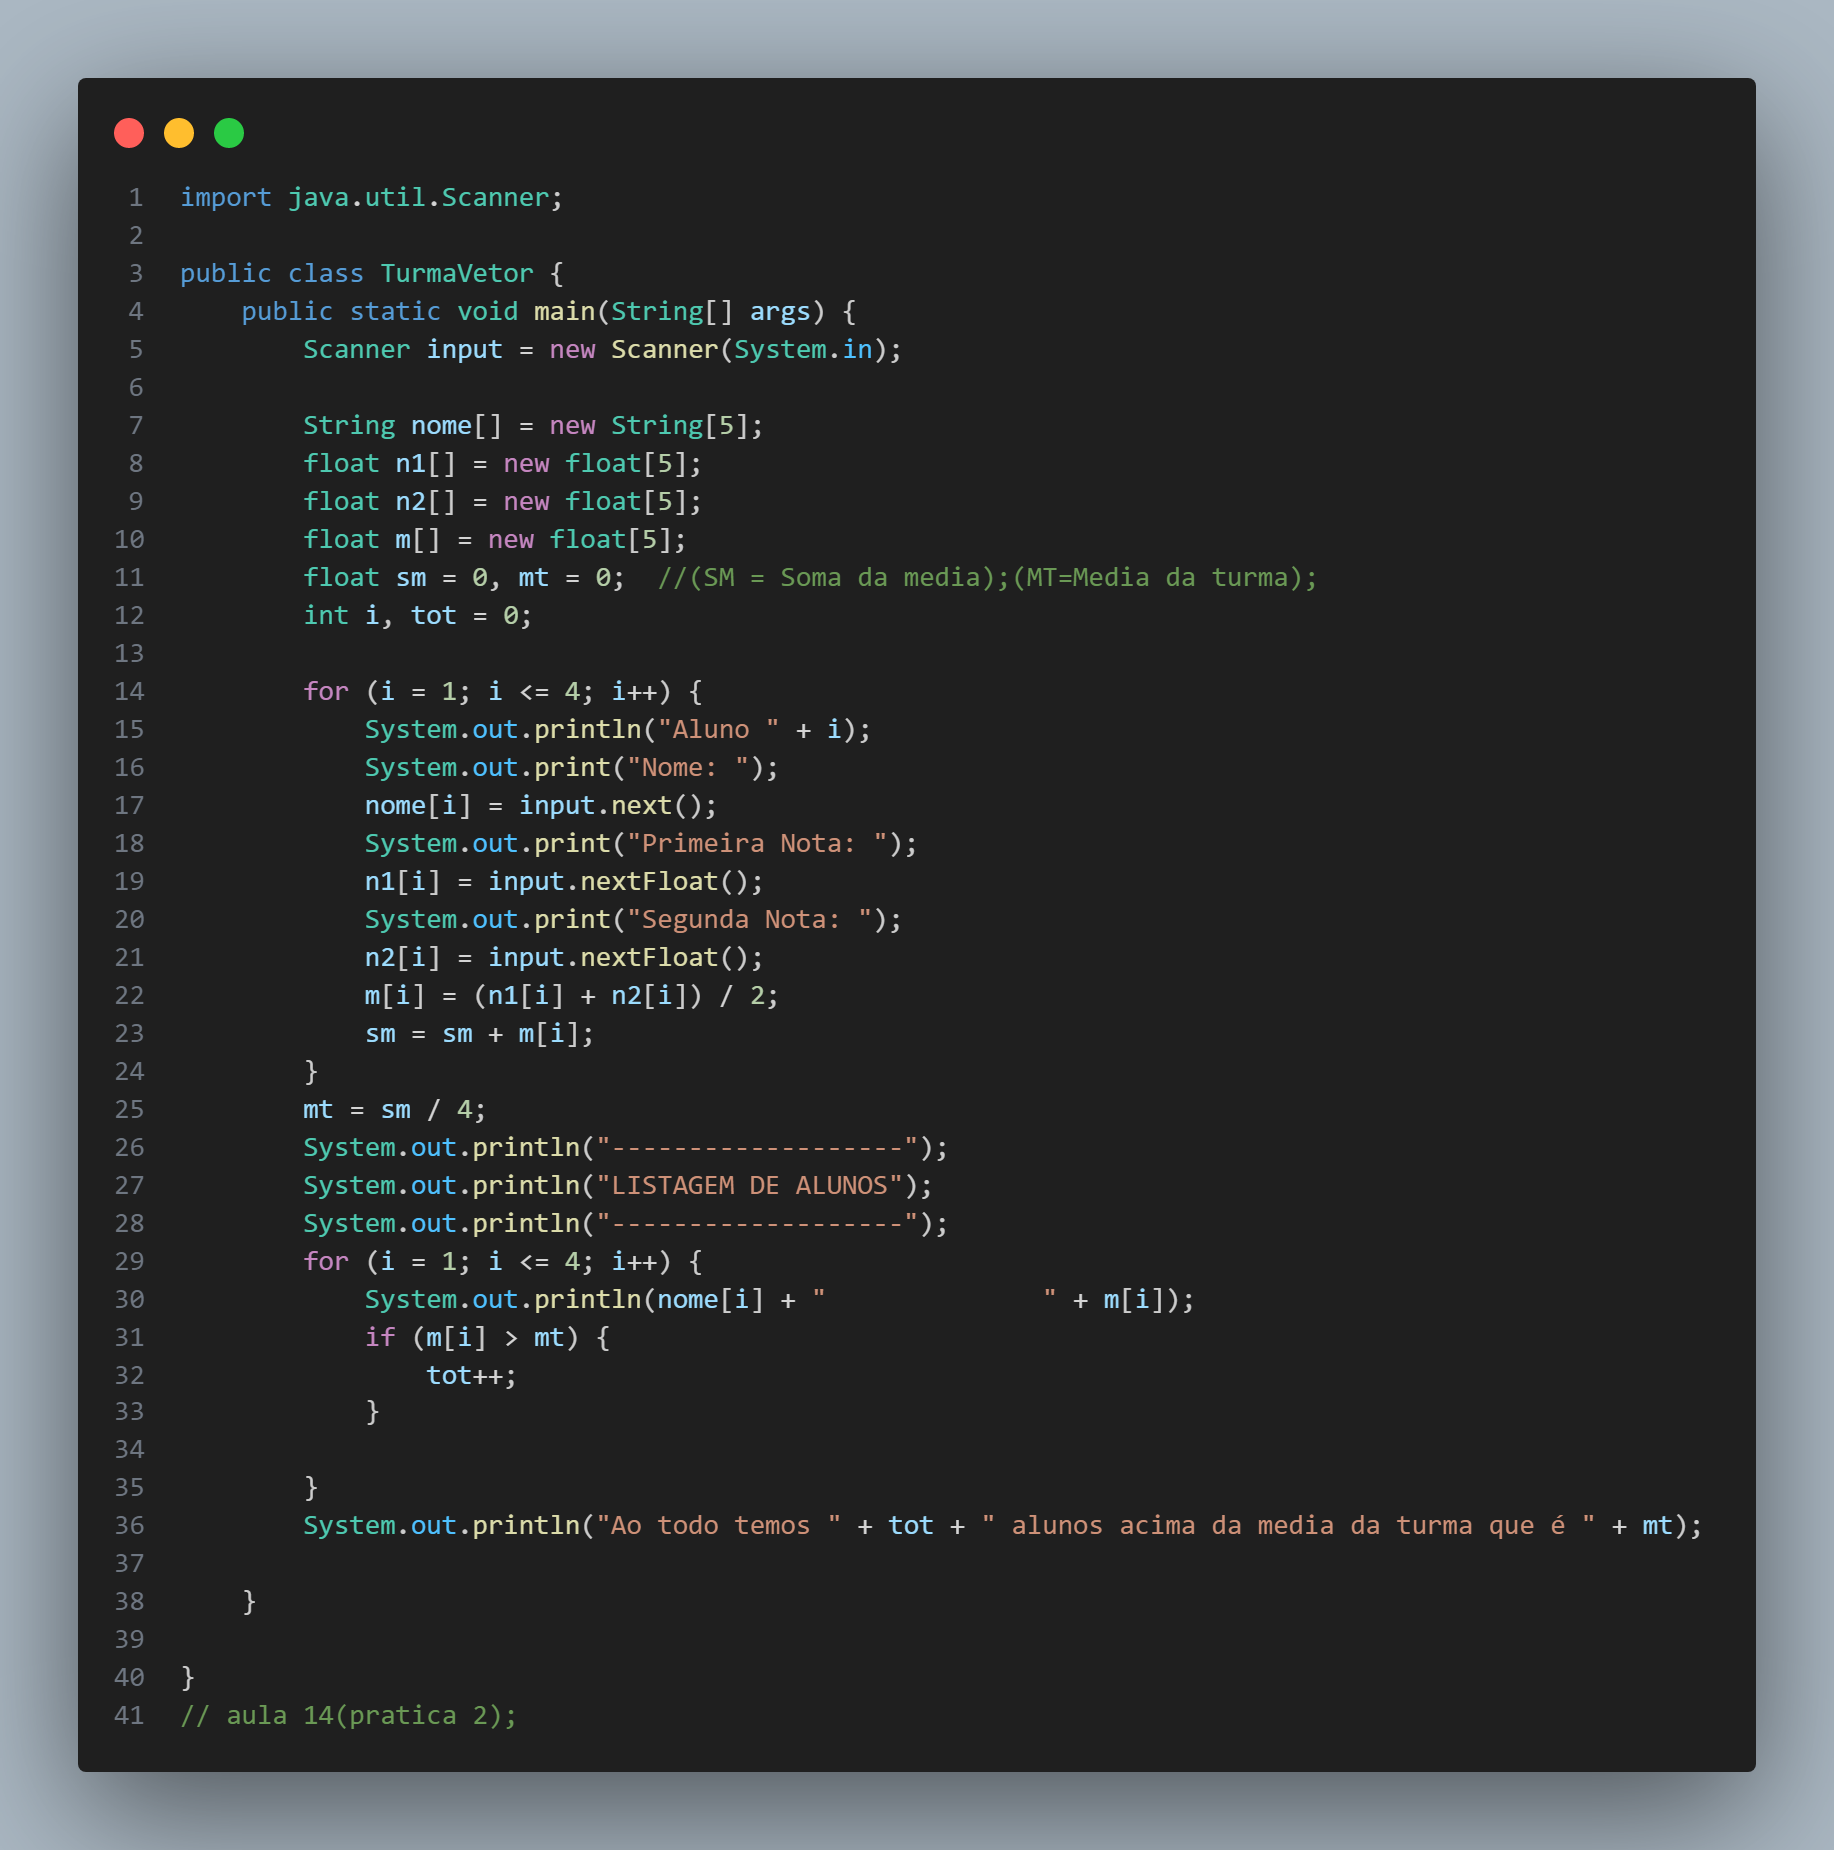 1 import java.util.Scanner;
2
3 public class TurmaVetor {
4     public static void main(String[] args) {
5         Scanner input = new Scanner(System.in);
6
7         String nome[] = new String[5];
8         float n1[] = new float[5];
9         float n2[] = new float[5];
10         float m[] = new float[5];
11         float sm = 0, mt = 0;  //(SM = Soma da media);(MT=Media da turma);
12         int i, tot = 0;
13
14         for (i = 1; i <= 4; i++) {
15             System.out.println("Aluno " + i);
16             System.out.print("Nome: ");
17             nome[i] = input.next();
18             System.out.print("Primeira Nota: ");
19             n1[i] = input.nextFloat();
20             System.out.print("Segunda Nota: ");
21             n2[i] = input.nextFloat();
22             m[i] = (n1[i] + n2[i]) / 2;
23             sm = sm + m[i];
24         }
25         mt = sm / 4;
26         System.out.println("-------------------");
27         System.out.println("LISTAGEM DE ALUNOS");
28         System.out.println("-------------------");
29         for (i = 1; i <= 4; i++) {
30             System.out.println(nome[i] + "              " + m[i]);
31             if (m[i] > mt) {
32                 tot++;
33             }
34
35         }
36         System.out.println("Ao todo temos " + tot + " alunos acima da media da turma que é " + mt);
37
38     }
39
40 }
41 // aula 14(pratica 2);